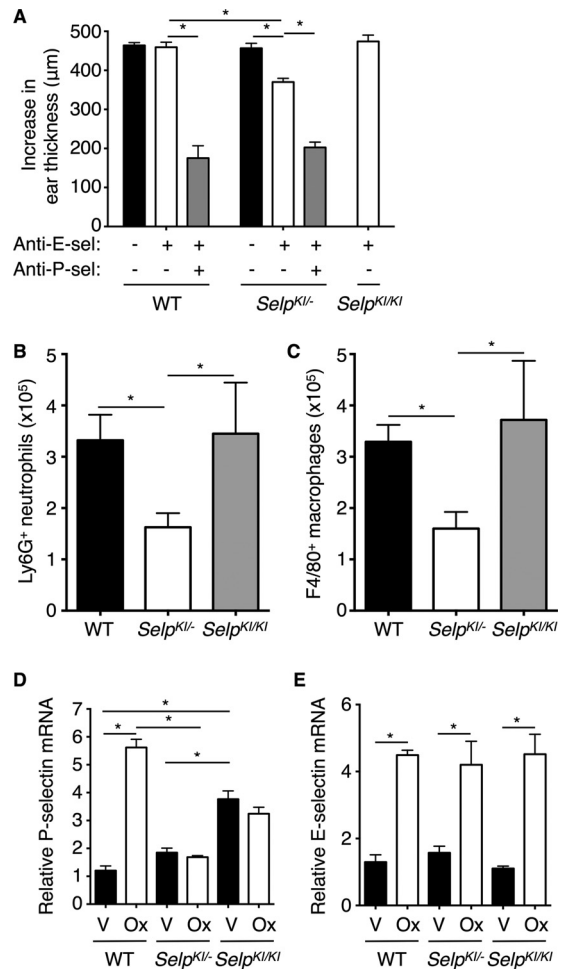 A
* * * *
Increase in
ear thickness (μm)
500
400
300
200
100
0
Anti-E-sel: - + + - + + +
Anti-P-sel: - - + - - + -
WT Selp^KI/- Selp^KI/KI
B
Ly6G⁺ neutrophils (x10⁵)
5
4
3
2
1
0
* *
WT Selp^KI/- Selp^KI/KI
C
F4/80⁺ macrophages (x10⁵)
5
4
3
2
1
0
* *
WT Selp^KI/- Selp^KI/KI
D
Relative P-selectin mRNA
7
6
5
4
3
2
1
0
* * * *
V Ox V Ox V Ox
WT Selp^KI/- Selp^KI/KI
E
Relative E-selectin mRNA
6
4
2
0
* * *
V Ox V Ox V Ox
WT Selp^KI/- Selp^KI/KI